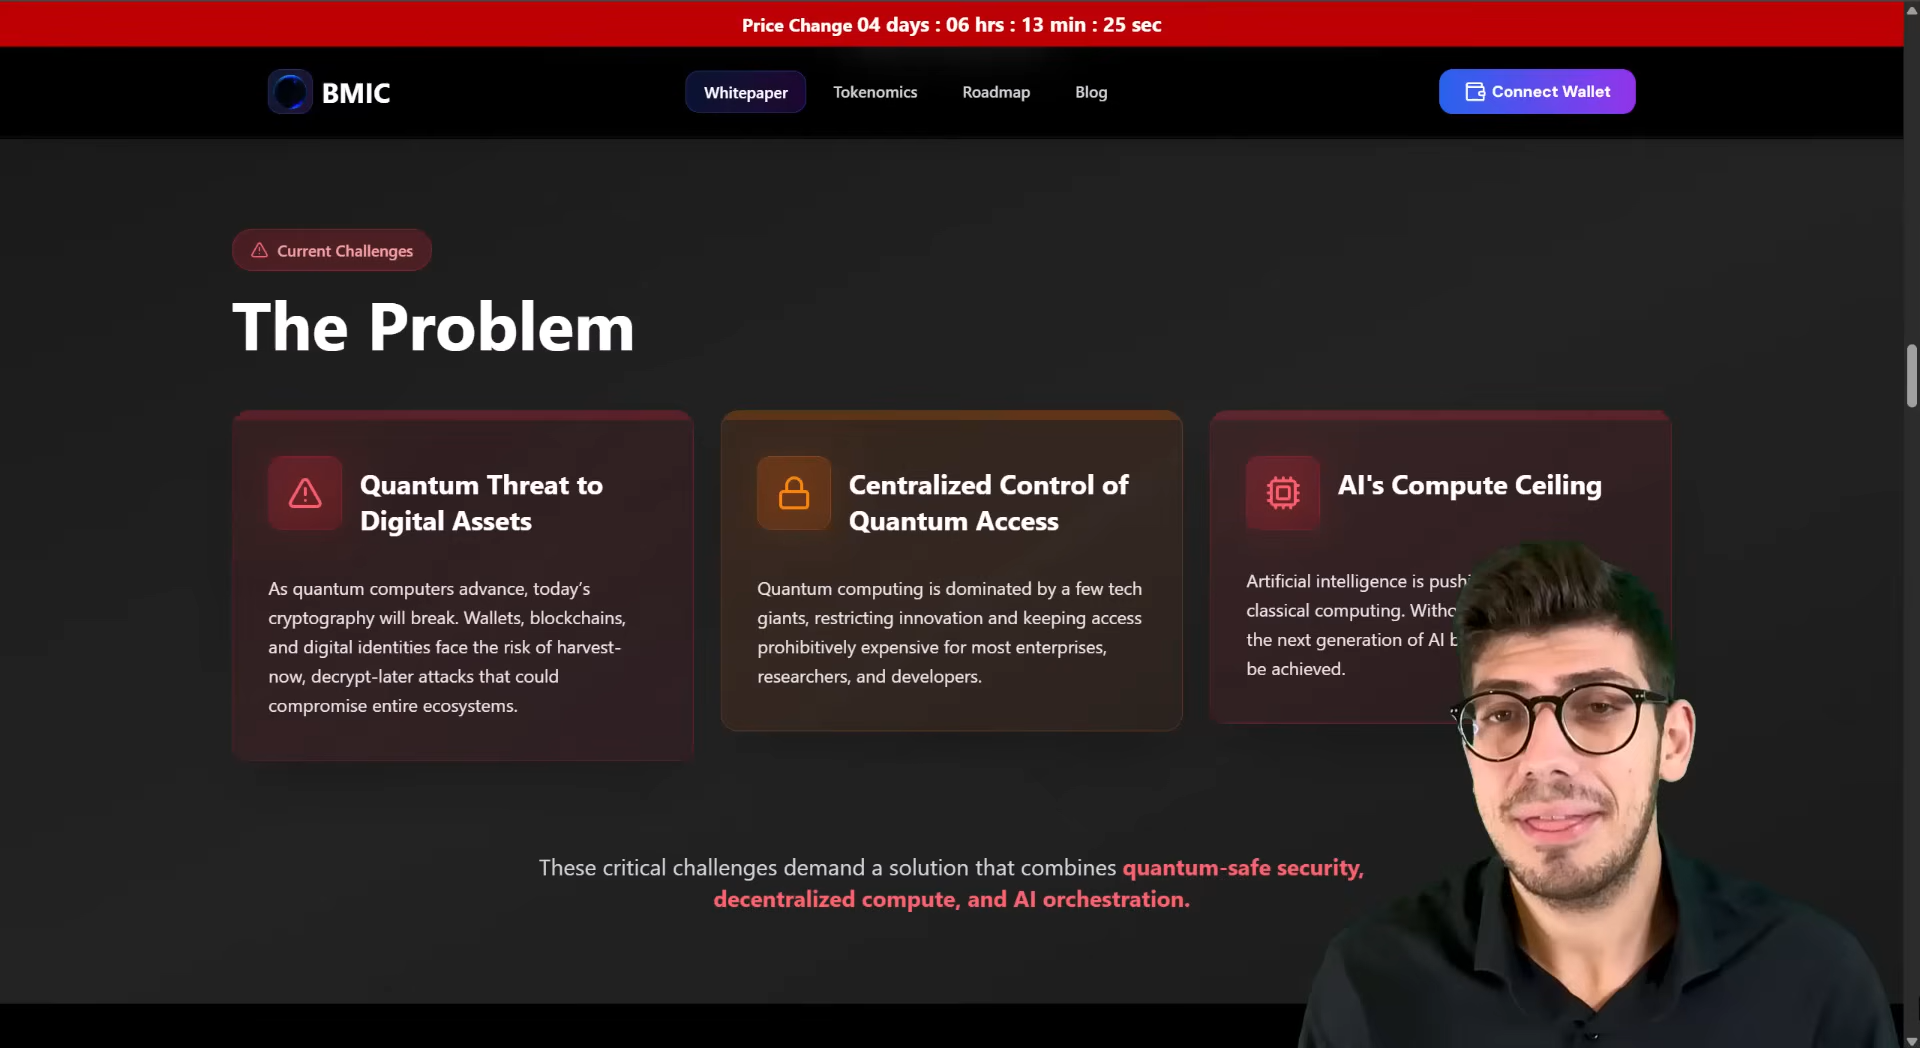 Price Change 04 days : 06 hrs : 13 min : 25 sec
BMIC
Whitepaper
Tokenomics
Roadmap
Blog
Connect Wallet
Current Challenges
The Problem
Quantum Threat to
Digital Assets
As quantum computers advance, today’s
cryptography will break. Wallets, blockchains,
and digital identities face the risk of harvest-
now, decrypt-later attacks that could
compromise entire ecosystems.
Centralized Control of
Quantum Access
Quantum computing is dominated by a few tech
giants, restricting innovation and keeping access
prohibitively expensive for most enterprises,
researchers, and developers.
AI's Compute Ceiling
Artificial intelligence is
classical computing.
the next generation of AI
be achieved.
These critical challenges demand a solution that combines quantum-safe security,
decentralized compute, and AI orchestration.